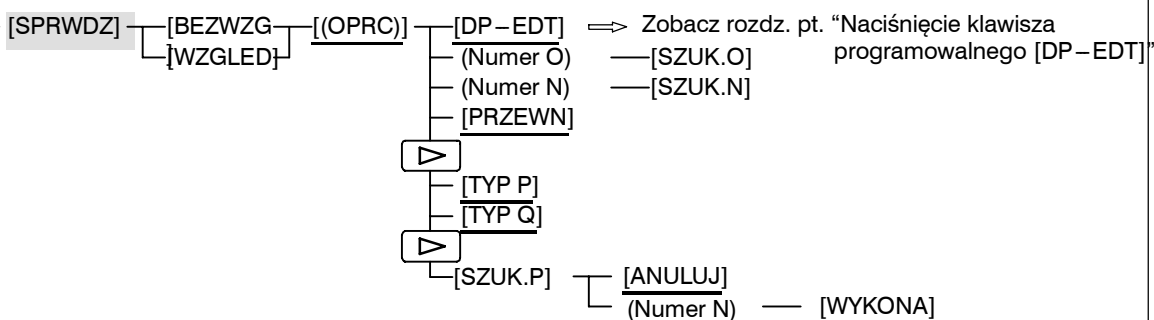 [SPRWDZ] [BEZWZG [(OPRC)] [DP–EDT] ⇒ Zobacz rozdz. pt. “Naciśnięcie klawisza
[WZGLED] programowalnego [DP–EDT]”
(Numer O) [SZUK.O]
(Numer N) [SZUK.N]
[PRZEWN]
[TYP P]
[TYP Q]
[SZUK.P] [ANULUJ]
(Numer N) [WYKONA]